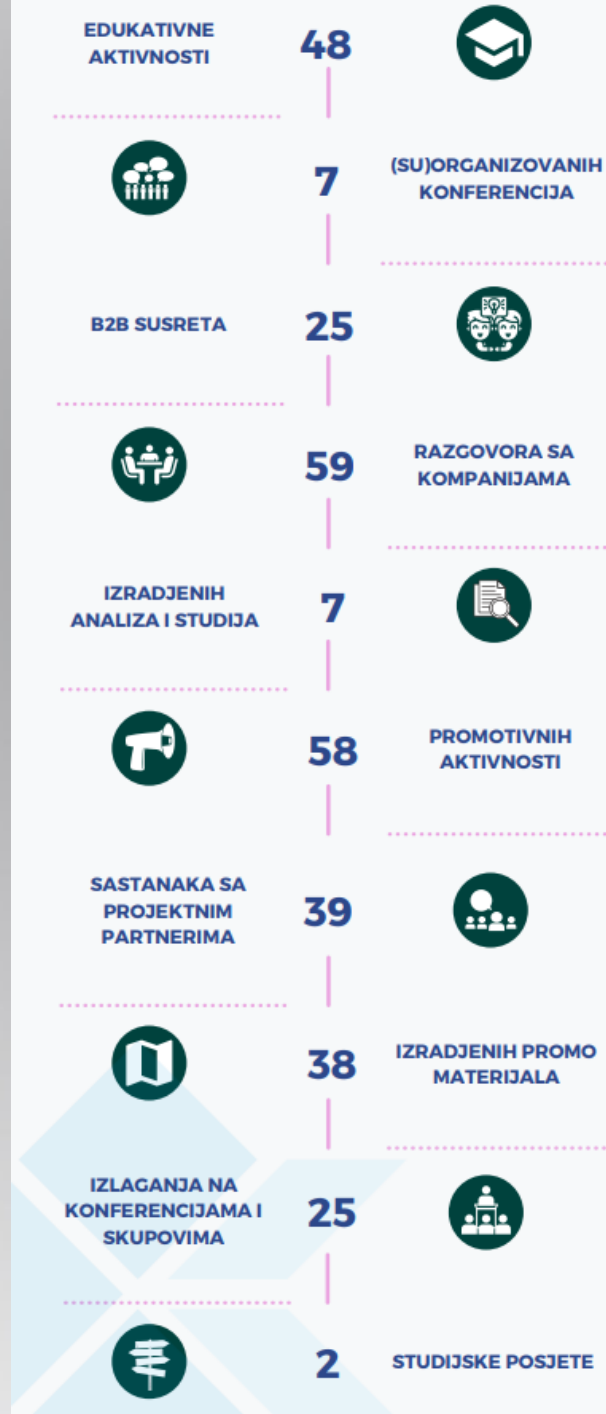 EDUKATIVNE
AKTIVNOSTI
48
7
(SU)ORGANIZOVANIH
KONFERENCIJA
B2B SUSRETA
25
59
RAZGOVORA SA
KOMPANIJAMA
IZRADJENIH
ANALIZA I STUDIJA
7
58
PROMOTIVNIH
AKTIVNOSTI
SASTANAKA SA
PROJEKTNIM
PARTNERIMA
39
38
IZRADJENIH PROMO
MATERIJALA
IZLAGANJA NA
KONFERENCIJAMA I
SKUPOVIMA
25
2
STUDIJSKE POSJETE